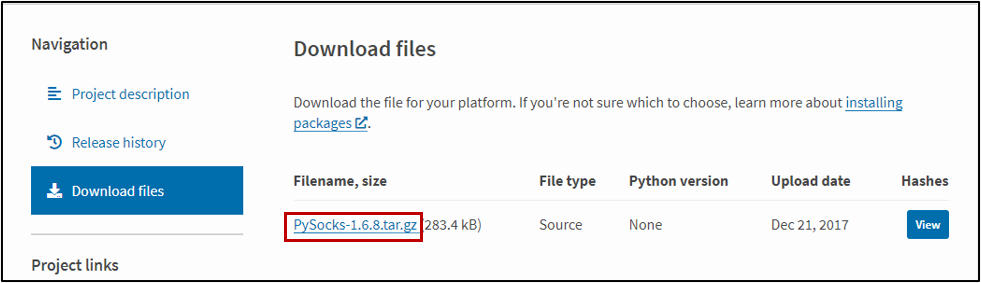 Navigation
Project description
Release history
Download files
Project links
Download files
Download the file for your platform. If you're not sure which to choose, learn more about installing
packages.
Filename, size File type Python version Upload date Hashes
PySocks-1.6.8.tar.gz (283.4 kB) Source None Dec 21, 2017 View